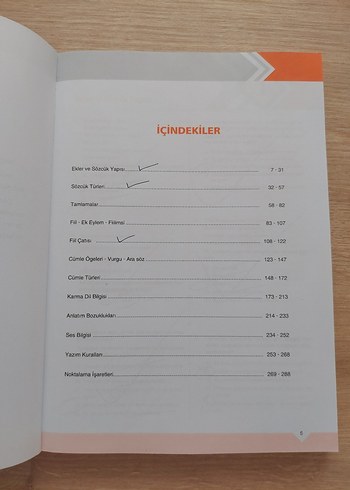 İÇİNDEKİLER
Ekler ve Sözcük Yapısı 7 - 31
Sözcük Türleri 32 - 57
Tamlamalar 58 - 82
Fiil - Ek Eylem - Fiilimsi 83 - 107
Fiil Çatısı 108 - 122
Cümle Ögeleri - Vurgu - Ara söz 123 - 147
Cümle Türleri 148 - 172
Karma Dil Bilgisi 173 - 213
Anlatım Bozuklukları 214 - 233
Ses Bilgisi 234 - 252
Yazım Kuralları 253 - 268
Noktalama İşaretleri 269 - 288